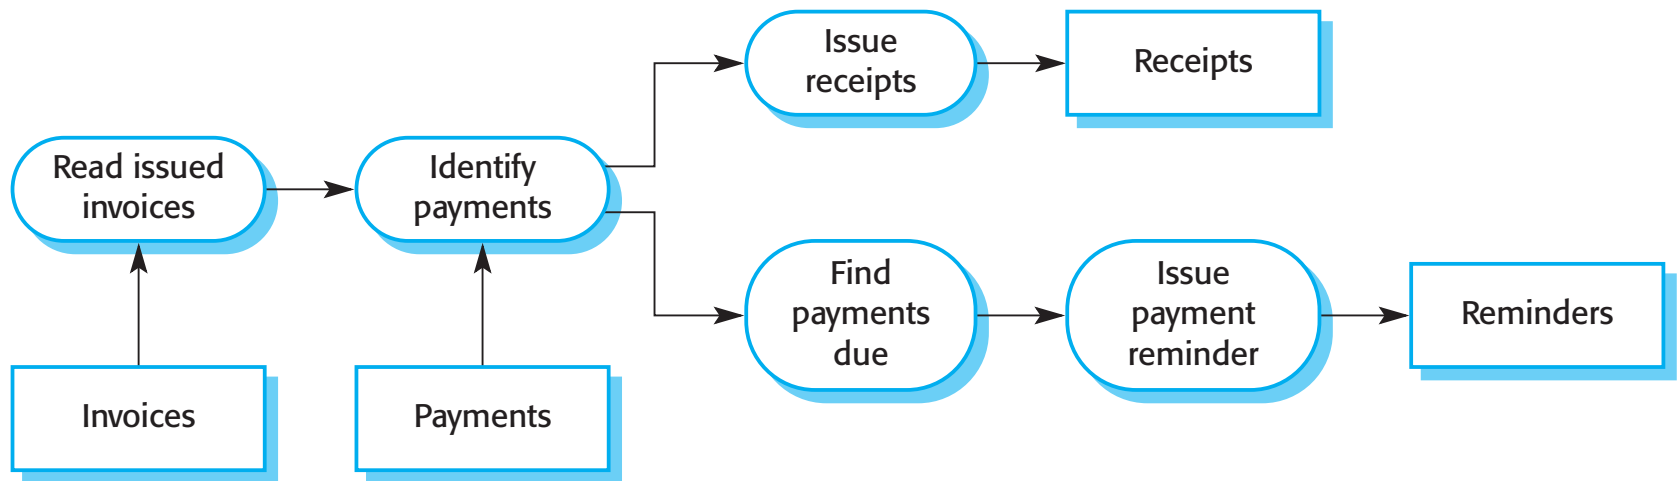 Issue
receipts
Receipts
Read issued
invoices
Identify
payments
Find
payments
due
Issue
payment
reminder
Reminders
Invoices
Payments